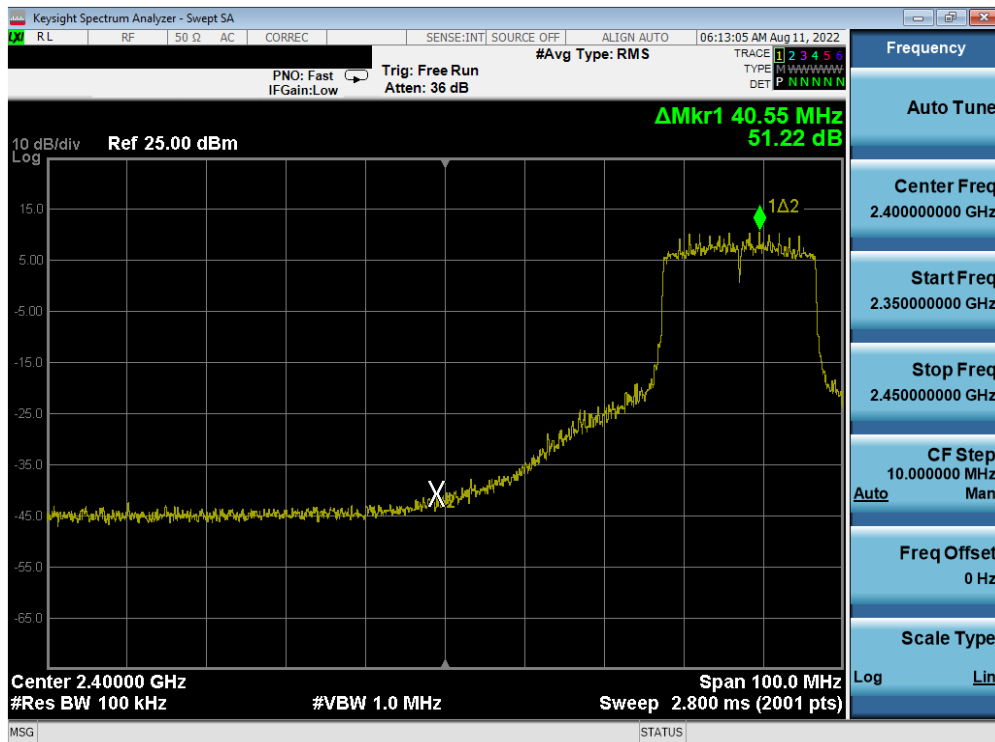 Keysight Spectrum Analyzer - Swept SA
LXI RL RF 50 Ω AC CORREC SENSE:INT SOURCE OFF ALIGN AUTO 06:13:05 AM Aug 11, 2022
PNO: Fast
IFGain:Low
Trig: Free Run
Atten: 36 dB
#Avg Type: RMS
TRACE 1 2 3 4 5 6
TYPE M WWWWW
DET P N N N N N
ΔMkr1 40.55 MHz
51.22 dB
10 dB/div
Log
Ref 25.00 dBm
15.0
5.00
-5.00
-15.0
-25.0
-35.0
-45.0
-55.0
-65.0
1Δ2
X
Center 2.40000 GHz
#Res BW 100 kHz
#VBW 1.0 MHz
Span 100.0 MHz
Sweep 2.800 ms (2001 pts)
MSG
STATUS
Frequency
Auto Tune
Center Freq
2.400000000 GHz
Start Freq
2.350000000 GHz
Stop Freq
2.450000000 GHz
CF Step
10.000000 MHz
Auto Man
Freq Offset
0 Hz
Scale Type
Log Lin